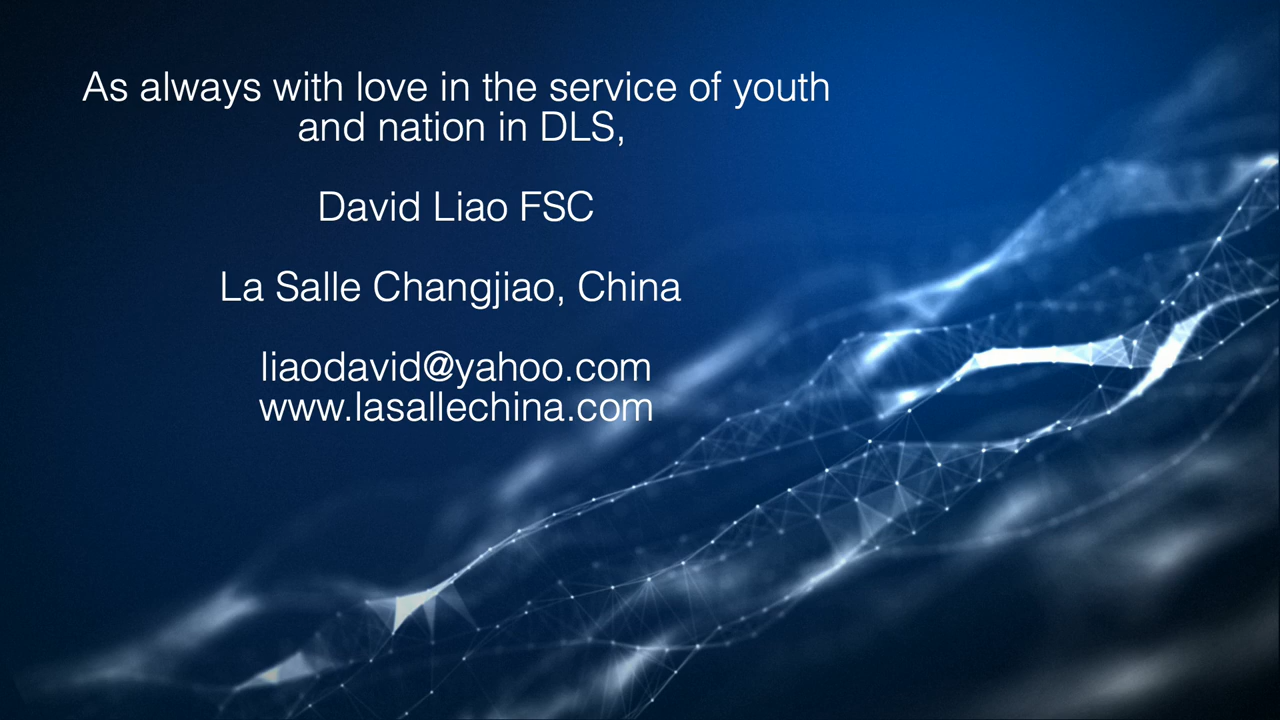 As always with love in the service of youth
and nation in DLS,
David Liao FSC
La Salle Changjiao, China
liaodavid@yahoo.com
www.lasallechina.com